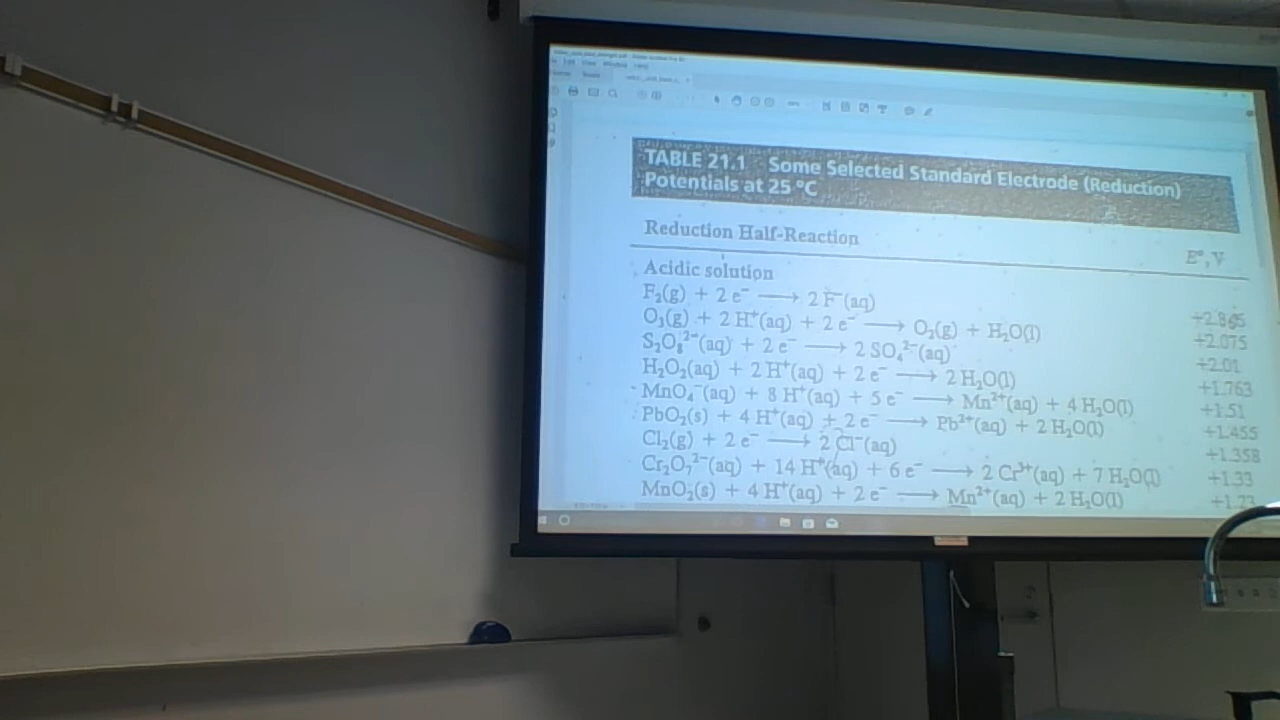 TABLE 21.1 Some Selected Standard Electrode (Reduction)
Potentials at 25 °C
Reduction Half-Reaction E°, V
Acidic solution
F₂(g) + 2 e⁻ ⟶ 2 F⁻(aq) +2.866
O₃(g) + 2 H⁺(aq) + 2 e⁻ ⟶ O₂(g) + H₂O(l) +2.075
S₂O₈²⁻(aq) + 2 e⁻ ⟶ 2 SO₄²⁻(aq) +2.01
H₂O₂(aq) + 2 H⁺(aq) + 2 e⁻ ⟶ 2 H₂O(l) +1.763
MnO₄⁻(aq) + 8 H⁺(aq) + 5 e⁻ ⟶ Mn²⁺(aq) + 4 H₂O(l) +1.51
PbO₂(s) + 4 H⁺(aq) + 2 e⁻ ⟶ Pb²⁺(aq) + 2 H₂O(l) +1.455
Cl₂(g) + 2 e⁻ ⟶ 2 Cl⁻(aq) +1.358
Cr₂O₇²⁻(aq) + 14 H⁺(aq) + 6 e⁻ ⟶ 2 Cr³⁺(aq) + 7 H₂O(l) +1.33
MnO₂(s) + 4 H⁺(aq) + 2 e⁻ ⟶ Mn²⁺(aq) + 2 H₂O(l)